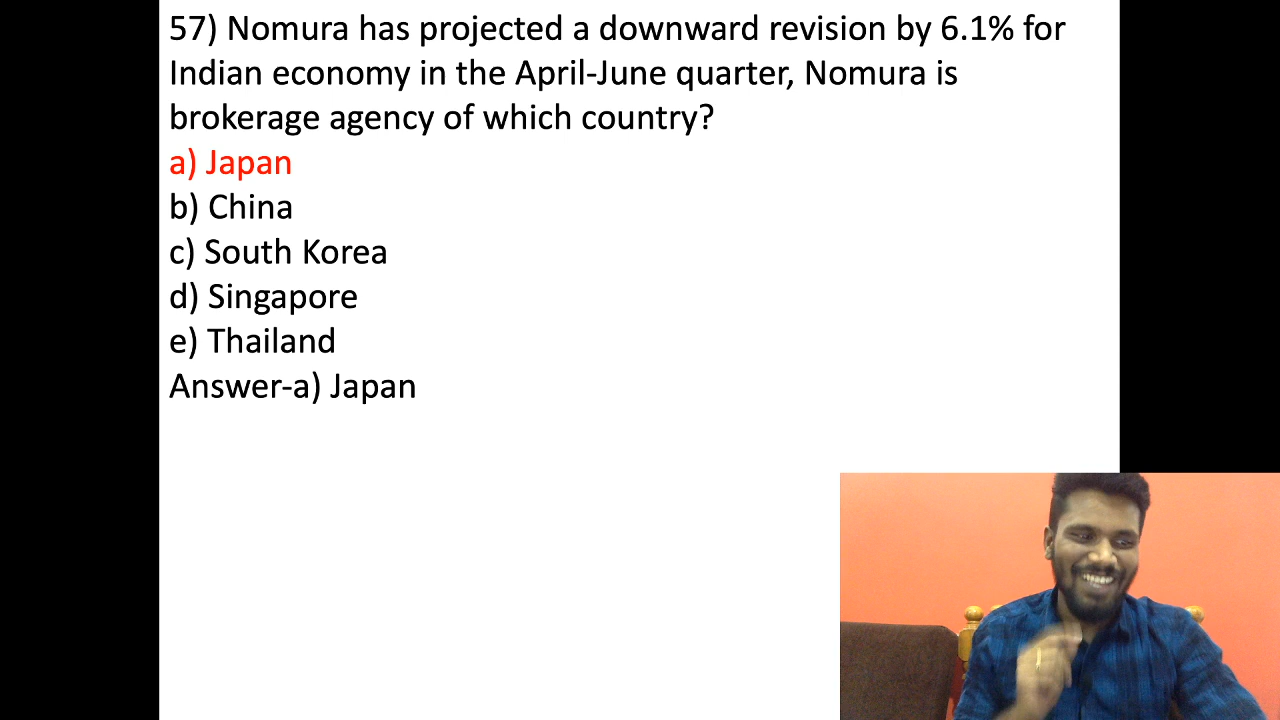 57) Nomura has projected a downward revision by 6.1% for
Indian economy in the April-June quarter, Nomura is
brokerage agency of which country?
a) Japan
b) China
c) South Korea
d) Singapore
e) Thailand
Answer-a) Japan